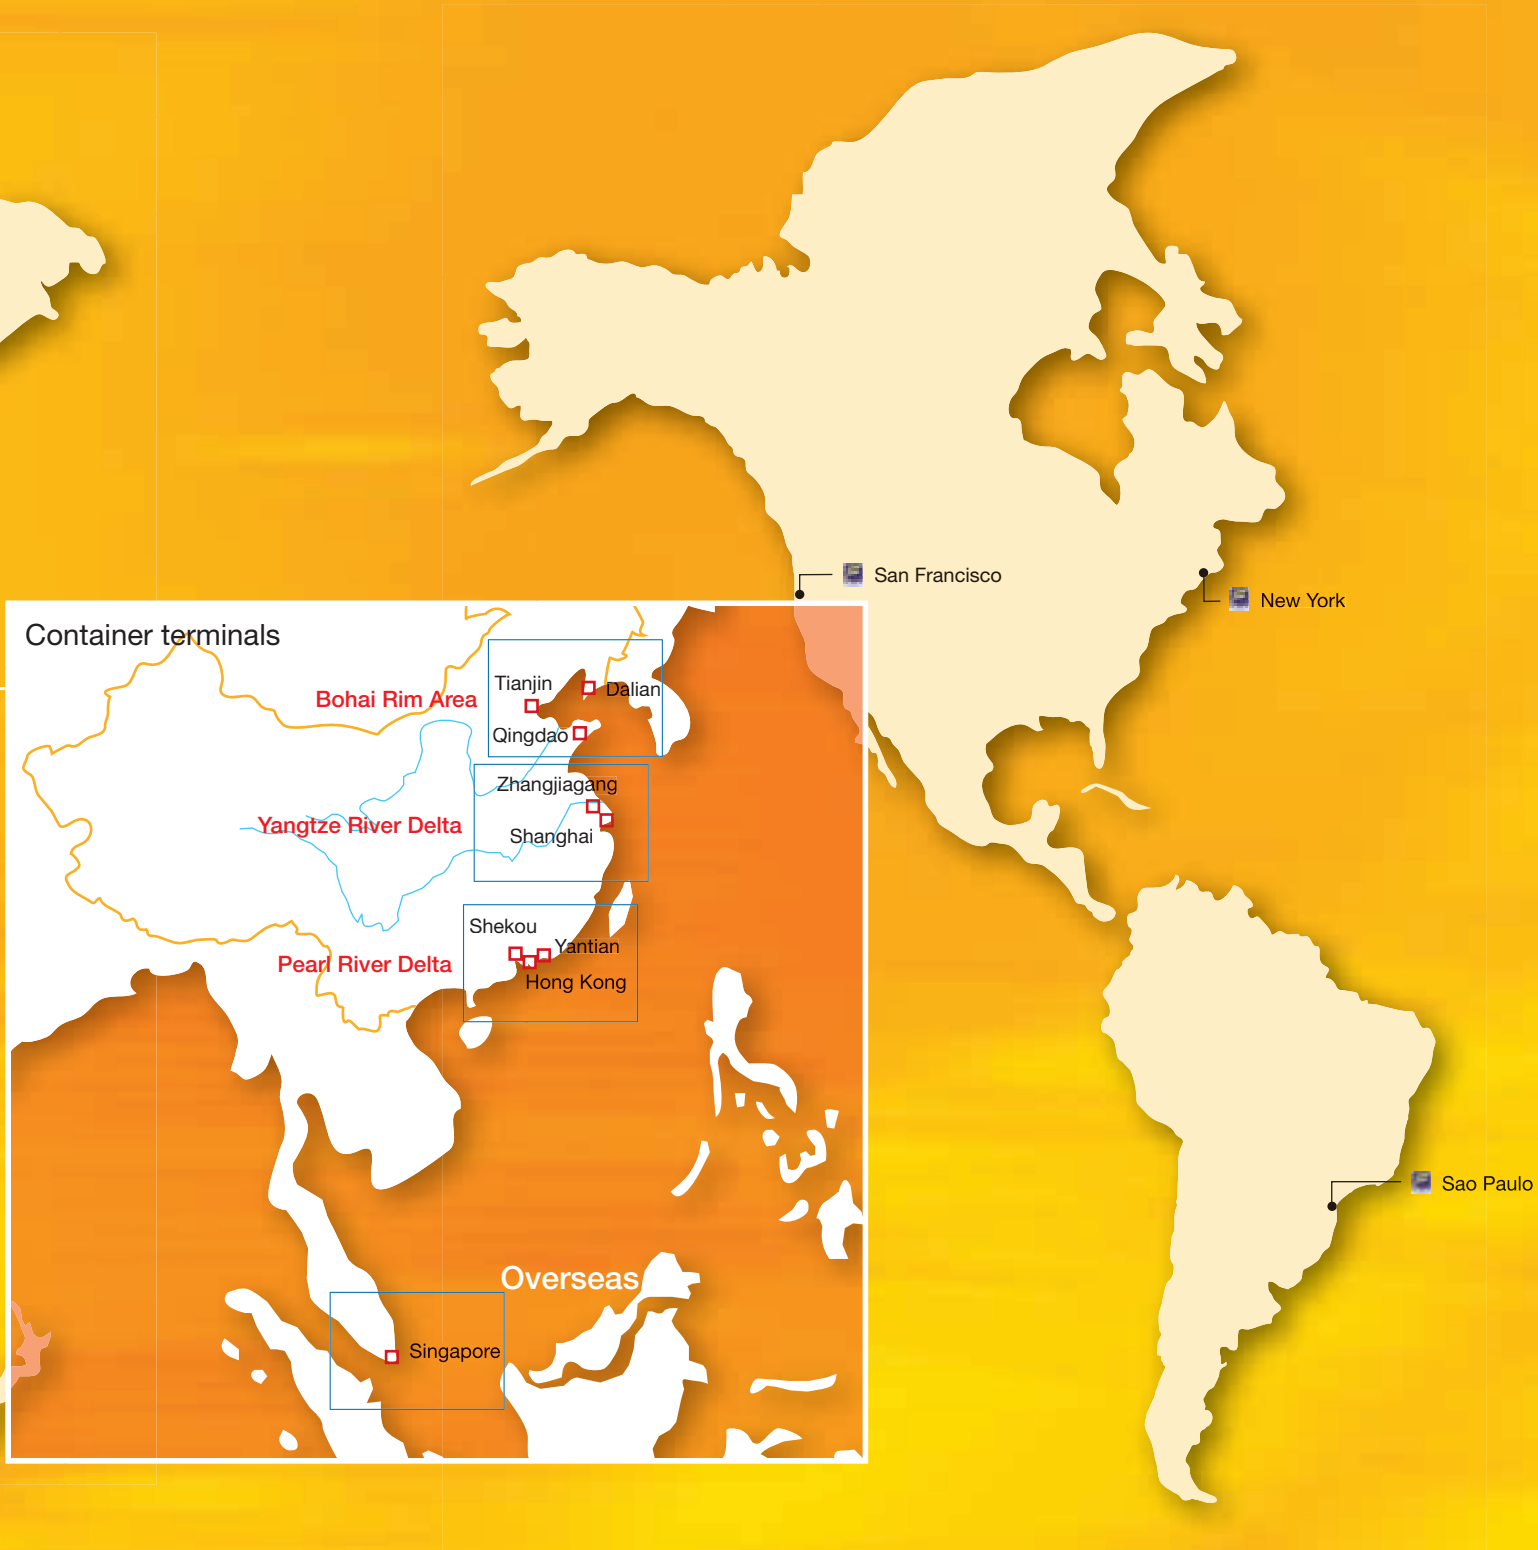 San Francisco
New York
Container terminals
Tianjin
Dalian
Bohai Rim Area
Qingdao
Zhangjiagang
Yangtze River Delta
Shanghai
Shekou
Yantian
Pearl River Delta
Hong Kong
Sao Paulo
Overseas
Singapore